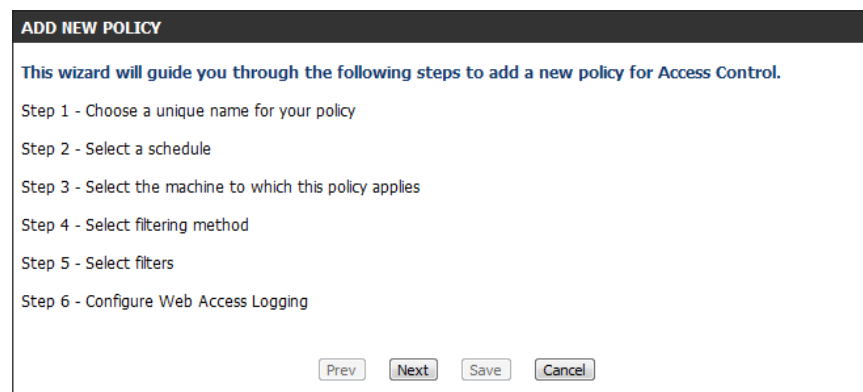 ADD NEW POLICY
This wizard will guide you through the following steps to add a new policy for Access Control.
Step 1 - Choose a unique name for your policy
Step 2 - Select a schedule
Step 3 - Select the machine to which this policy applies
Step 4 - Select filtering method
Step 5 - Select filters
Step 6 - Configure Web Access Logging
Prev Next Save Cancel